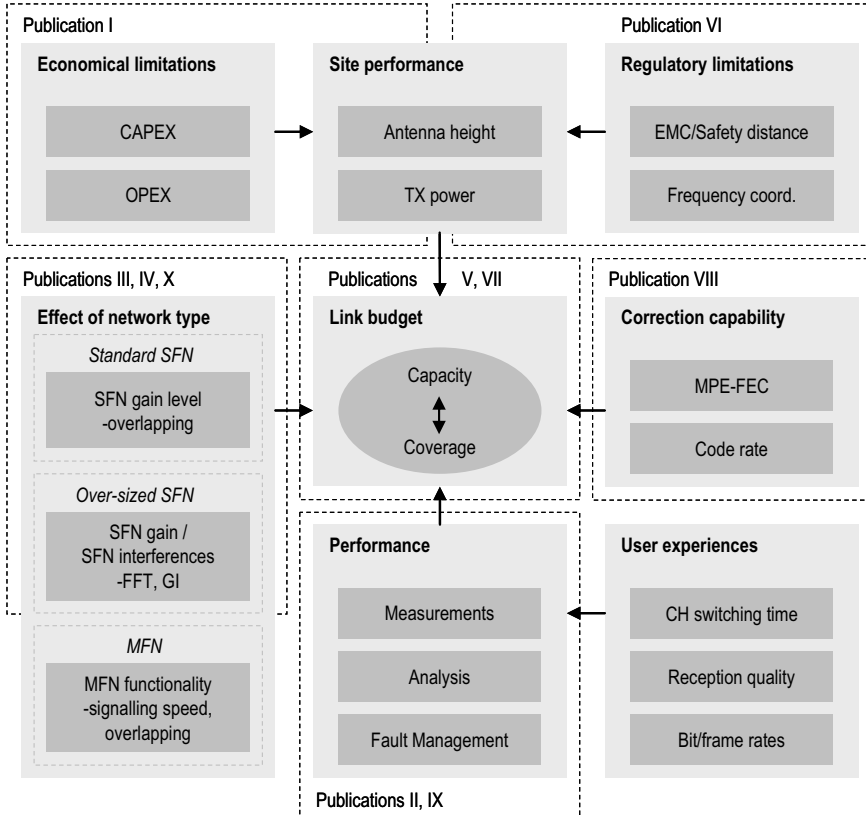 Publication I
Publication VI
Economical limitations
CAPEX
OPEX
Site performance
Antenna height
TX power
Regulatory limitations
EMC/Safety distance
Frequency coord.
Publications III, IV, X
Effect of network type
Standard SFN
SFN gain level
-overlapping
Over-sized SFN
SFN gain /
SFN interferences
-FFT, GI
MFN
MFN functionality
-signalling speed,
overlapping
Publications V, VII
Link budget
Capacity
Coverage
Publication VIII
Correction capability
MPE-FEC
Code rate
Performance
Measurements
Analysis
Fault Management
Publications II, IX
User experiences
CH switching time
Reception quality
Bit/frame rates